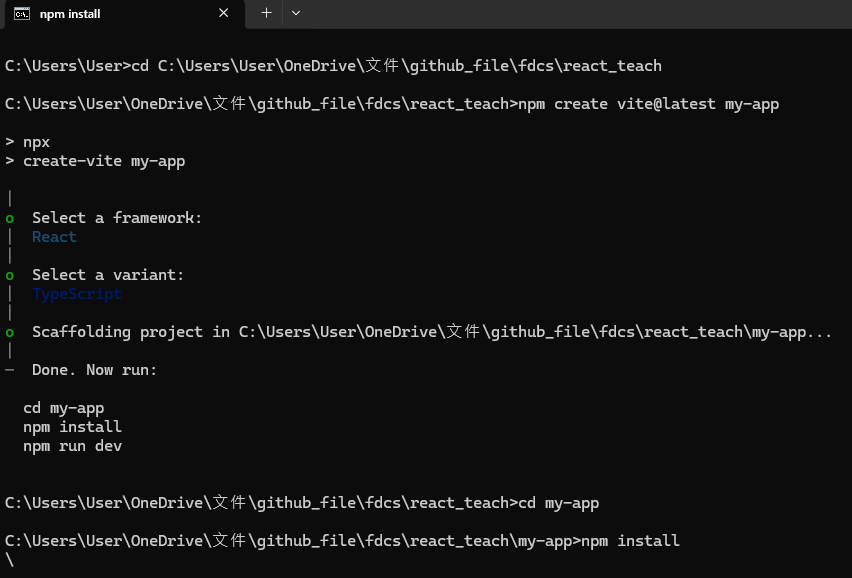 npm install
C:\Users\User>cd C:\Users\User\OneDrive\文件\github_file\fdcs\react_teach
C:\Users\User\OneDrive\文件\github_file\fdcs\react_teach>npm create vite@latest my-app
> npx
> create-vite my-app
|
o  Select a framework:
|  React
|
o  Select a variant:
|  TypeScript
|
o  Scaffolding project in C:\Users\User\OneDrive\文件\github_file\fdcs\react_teach\my-app...
|
—  Done. Now run:
cd my-app
npm install
npm run dev
C:\Users\User\OneDrive\文件\github_file\fdcs\react_teach>cd my-app
C:\Users\User\OneDrive\文件\github_file\fdcs\react_teach\my-app>npm install
\